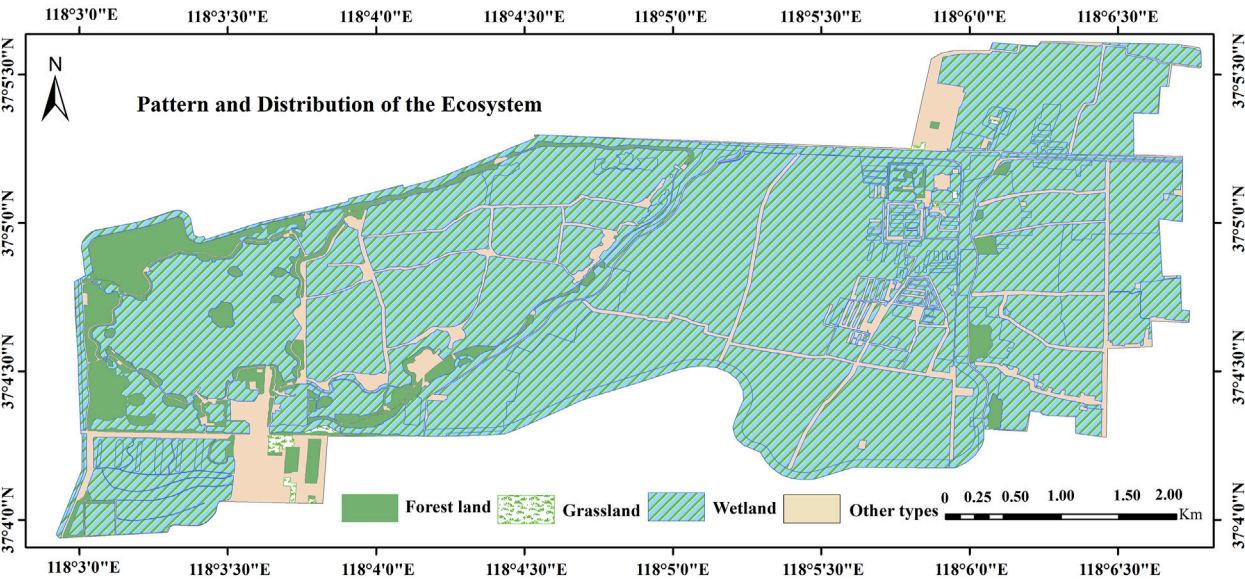 118°3'0"E 118°3'30"E 118°4'0"E 118°4'30"E 118°5'0"E 118°5'30"E 118°6'0"E 118°6'30"E
37°5'30"N 37°5'30"N
N
Pattern and Distribution of the Ecosystem
37°5'0"N 37°5'0"N
37°4'30"N 37°4'30"N
37°4'0"N 37°4'0"N
Forest land Grassland Wetland Other types
0 0.25 0.50 1.00 1.50 2.00
Km
118°3'0"E 118°3'30"E 118°4'0"E 118°4'30"E 118°5'0"E 118°5'30"E 118°6'0"E 118°6'30"E